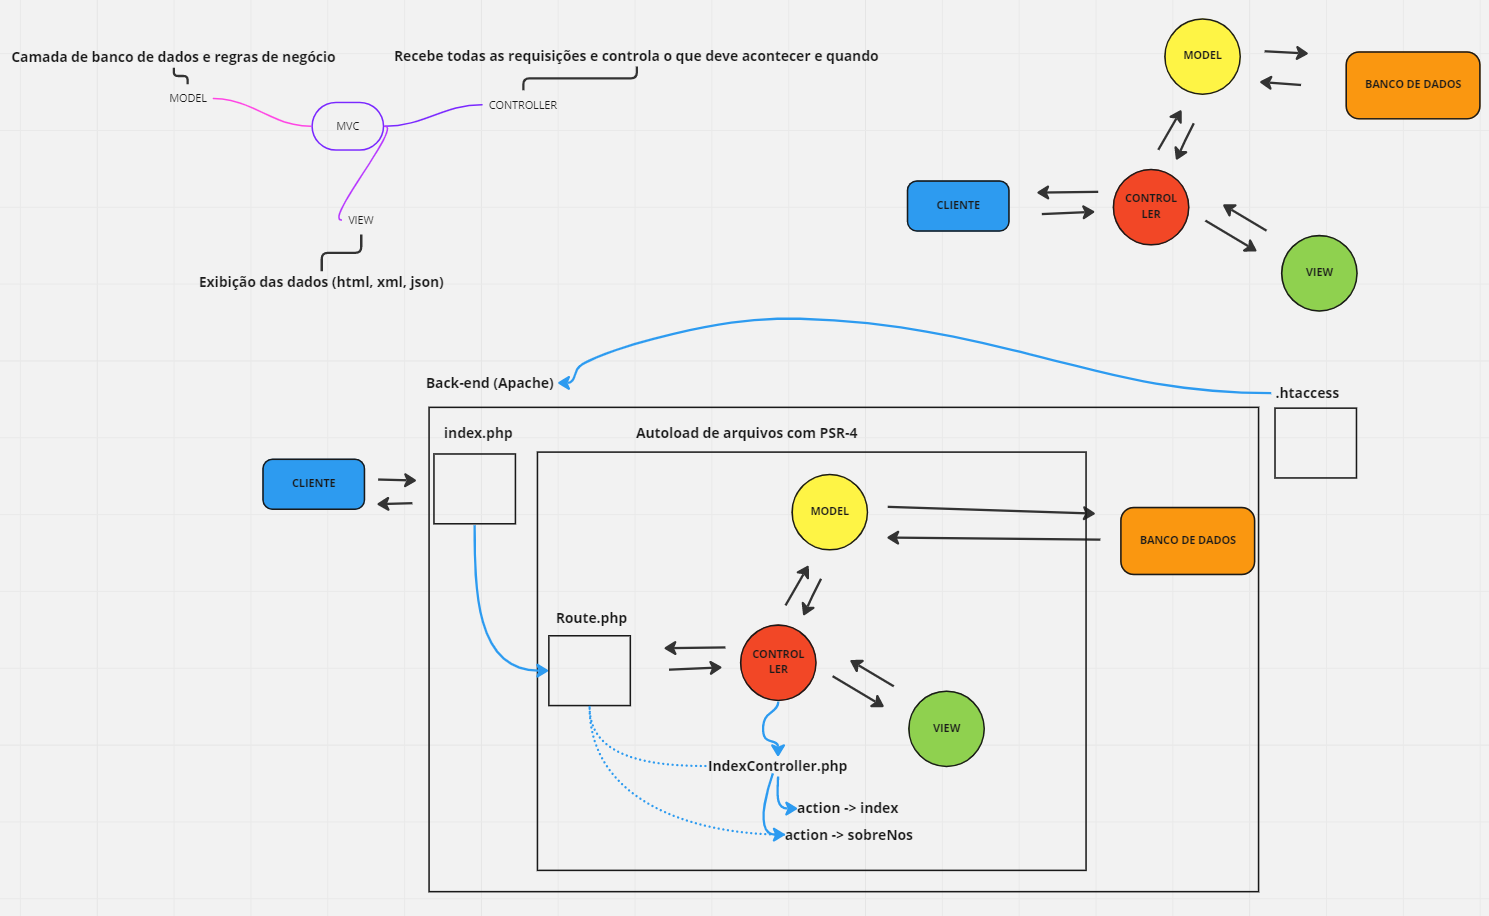 Camada de banco de dados e regras de negócio
Recebe todas as requisições e controla o que deve acontecer e quando
MODEL
MVC
CONTROLLER
VIEW
Exibição das dados (html, xml, json)
MODEL
BANCO DE DADOS
CLIENTE
CONTROL
LER
VIEW
Back-end (Apache)
.htaccess
index.php
Autoload de arquivos com PSR-4
CLIENTE
MODEL
BANCO DE DADOS
Route.php
CONTROL
LER
VIEW
IndexController.php
action -> index
action -> sobreNos